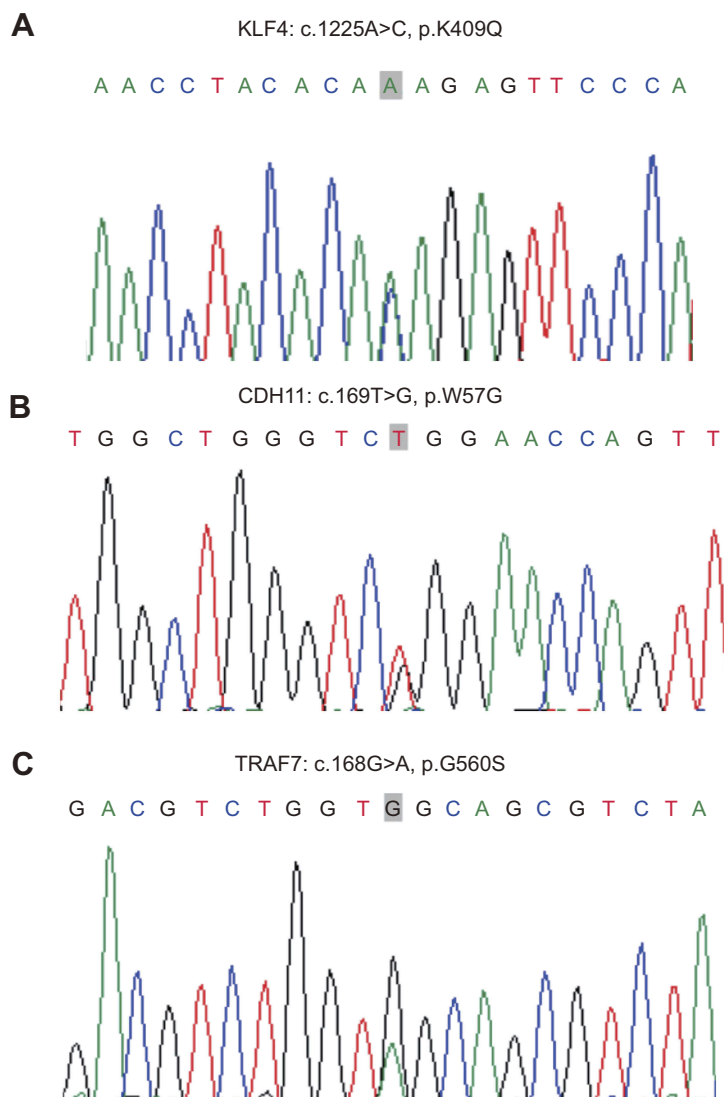 A
KLF4: c.1225A>C, p.K409Q
A A C C T A C A C A A A G A G T T C C C A
B
CDH11: c.169T>G, p.W57G
T G G C T G G G T C T G G A A C C A G T T
C
TRAF7: c.168G>A, p.G560S
G A C G T C T G G T G G C A G C G T C T A